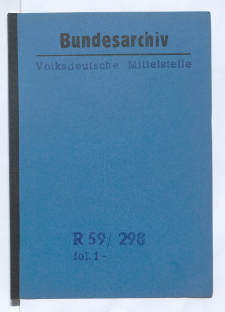 Bundesarchiv
Volksdeutsche Mittelstelle
R 59/ 298
fol. 1-